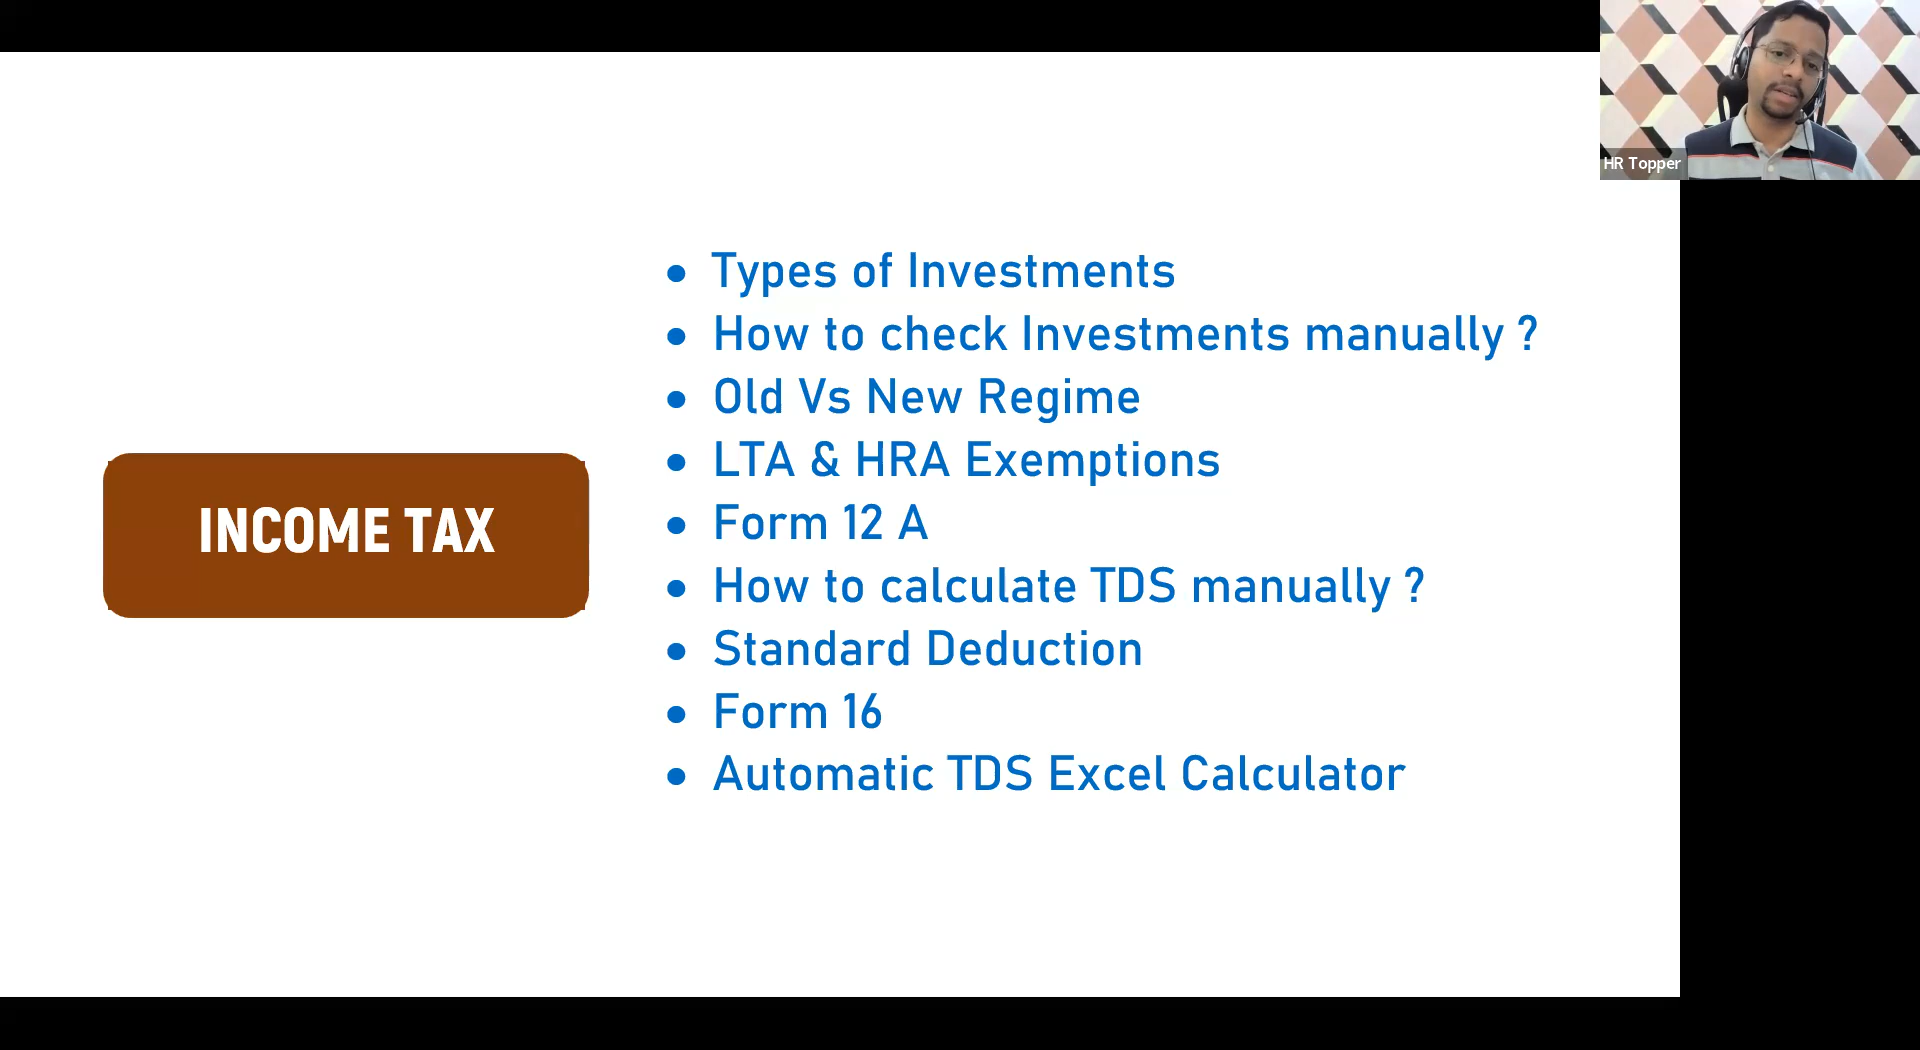 HR Topper
INCOME TAX
Types of Investments
How to check Investments manually ?
Old Vs New Regime
LTA & HRA Exemptions
Form 12 A
How to calculate TDS manually ?
Standard Deduction
Form 16
Automatic TDS Excel Calculator